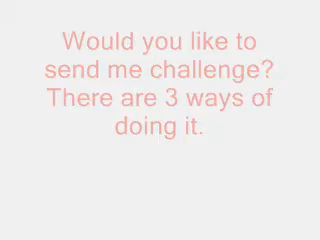 Would you like to
send me challenge?
There are 3 ways of
doing it.